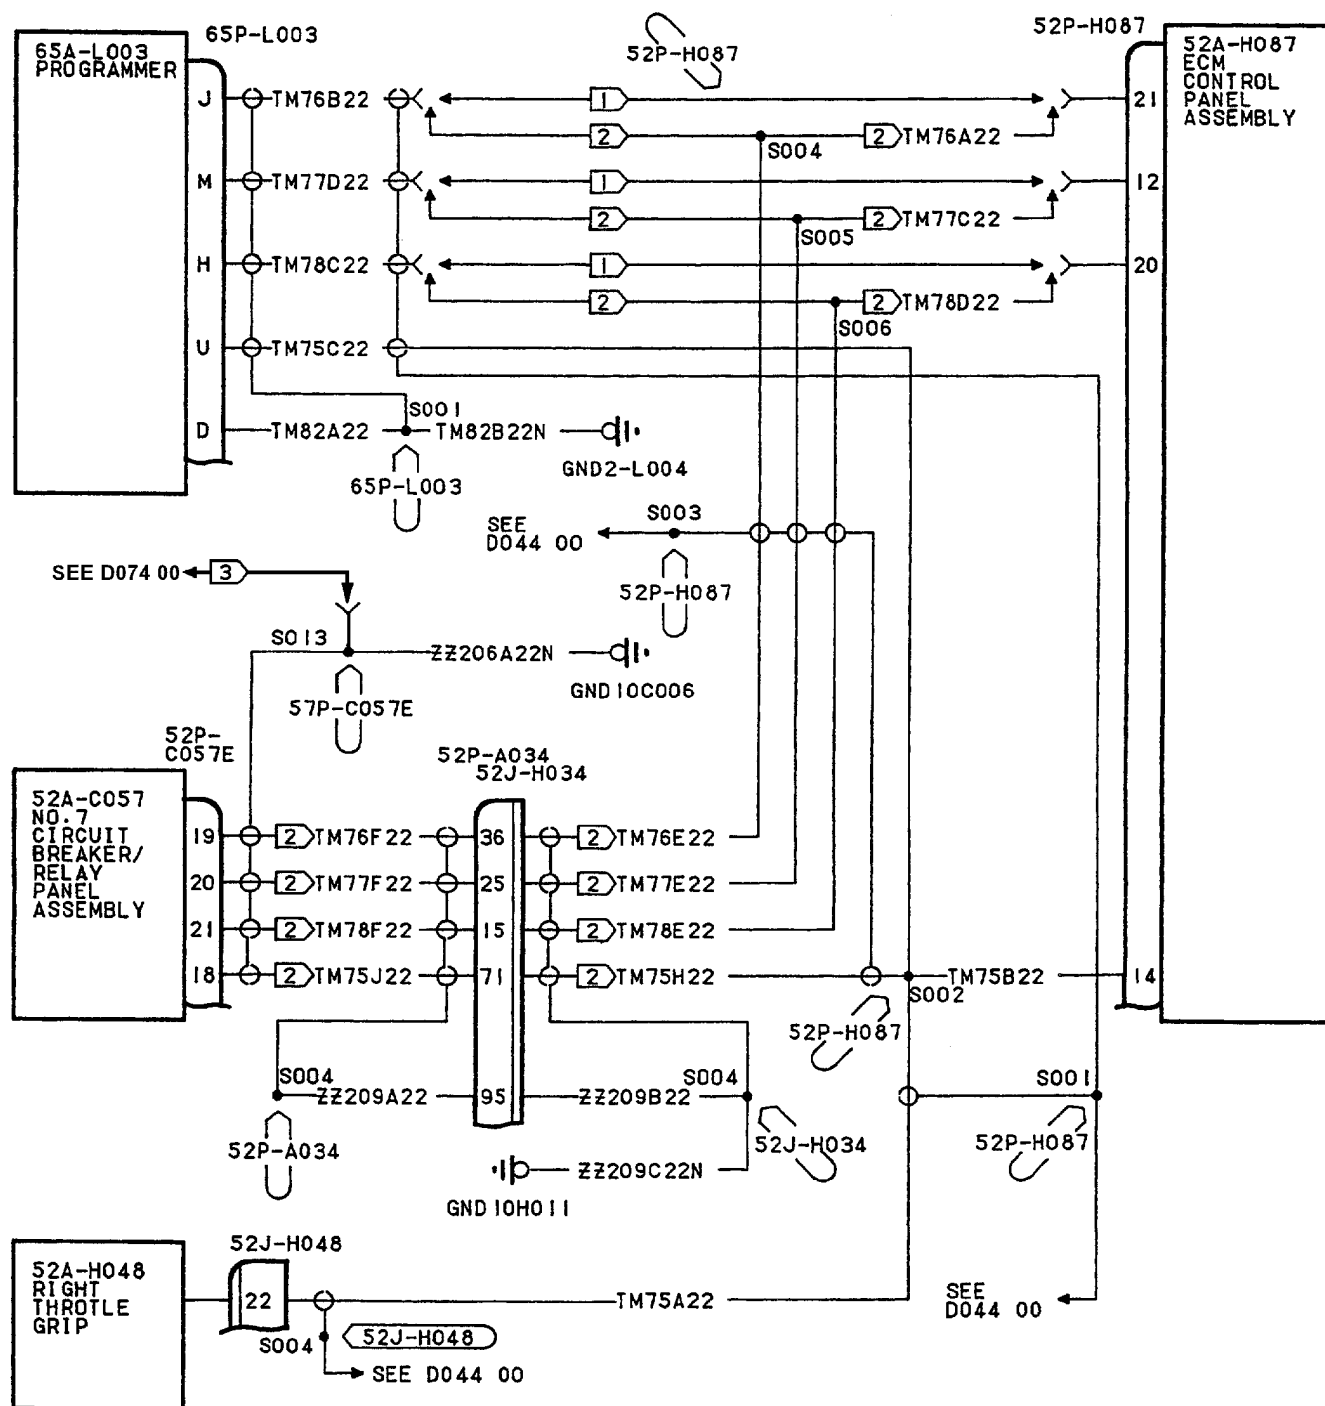 65P-L003
52P-H087
52P-H087
65A-L003
PROGRAMMER
52A-H087
ECM
CONTROL
PANEL
ASSEMBLY
J
TM76B22
1
21
2
S004
2
TM76A22
M
TM77D22
1
12
2
S005
2
TM77C22
H
TM78C22
1
20
2
S006
2
TM78D22
U
TM75C22
D
TM82A22
S001
TM82B22N
GND2-L004
65P-L003
SEE
D044 00
S003
52P-H087
SEE D074 00
3
S013
ZZ206A22N
GND10C006
57P-C057E
52P-
C057E
52P-A034
52J-H034
52A-C057
NO.7
CIRCUIT
BREAKER/
RELAY
PANEL
ASSEMBLY
19
2
TM76F22
36
2
TM76E22
20
2
TM77F22
25
2
TM77E22
21
2
TM78F22
15
2
TM78E22
18
2
TM75J22
71
2
TM75H22
S002
TM75B22
14
52P-H087
S004
ZZ209A22
95
ZZ209B22
S004
S001
52P-A034
52J-H034
52P-H087
ZZ209C22N
GND10H011
52J-H048
52A-H048
RIGHT
THROTLE
GRIP
22
TM75A22
SEE
D044 00
S004
52J-H048
SEE D044 00